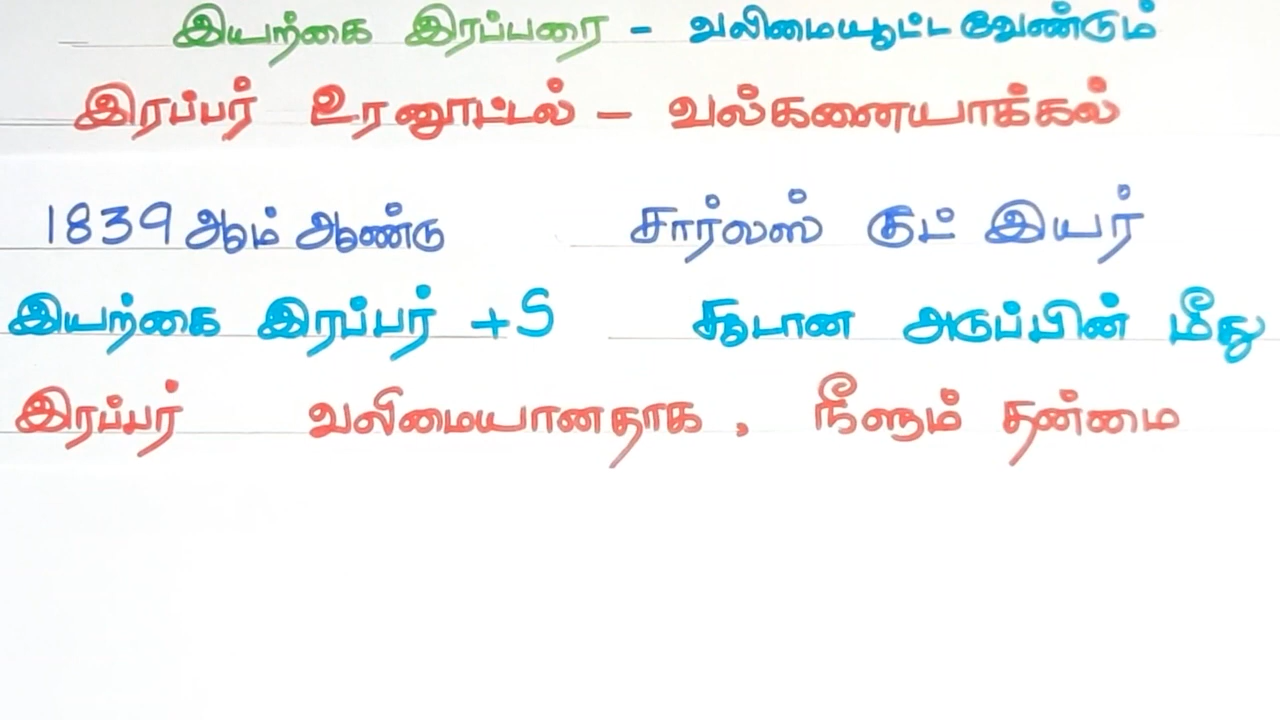 இயற்கை இரப்பரை - வலிமையூட்ட வேண்டும்
இரப்பர் உரனூட்டல் - வல்கனையாக்கல்
1839 ஆம் ஆண்டு சார்லஸ் குட் இயர்
இயற்கை இரப்பர் +S சூடான அடுப்பின் மீது
இரப்பர் வலிமையானதாக, நீளும் தன்மை